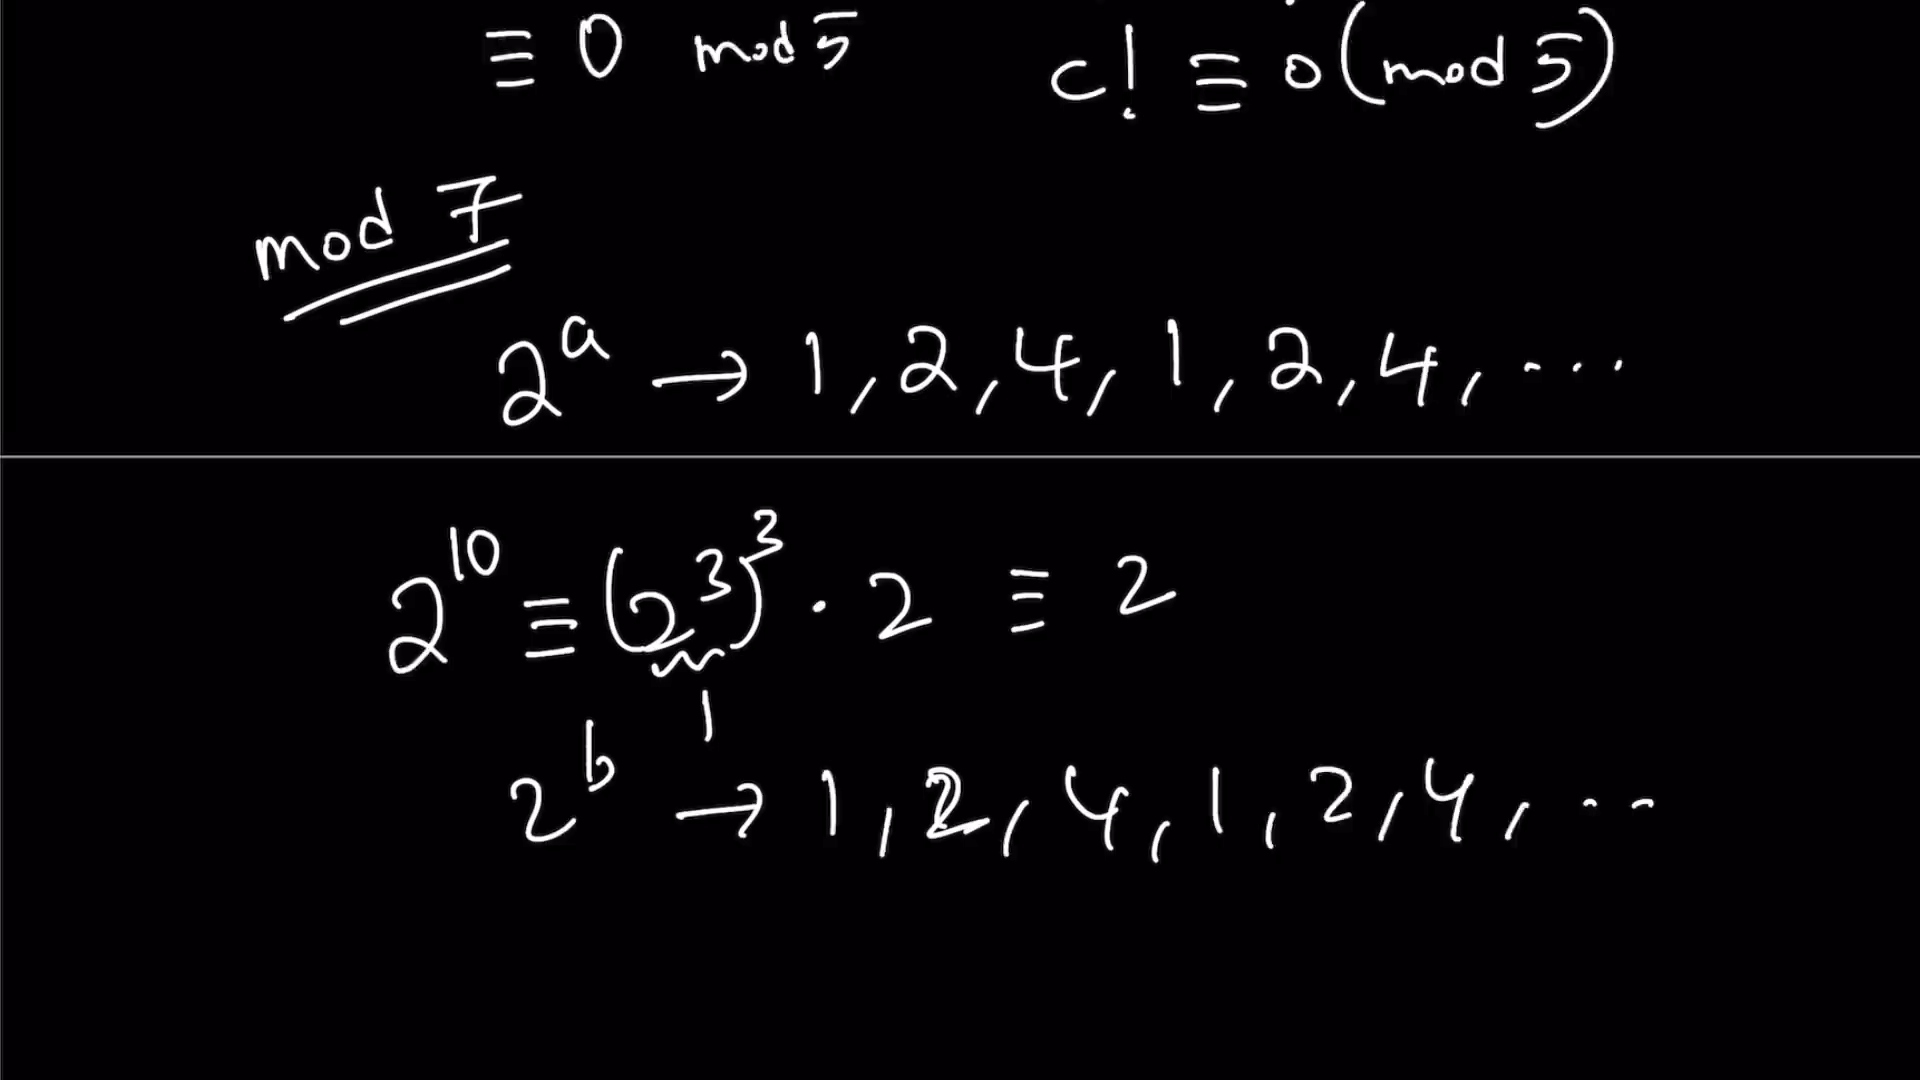 ≡ 0 mod 5 c! ≡ 0 (mod 5)
mod 7
2^a → 1, 2, 4, 1, 2, 4, ...
2^10 ≡ (2^3)^3 · 2 ≡ 2
1
2^b → 1, 2, 4, 1, 2, 4, ..